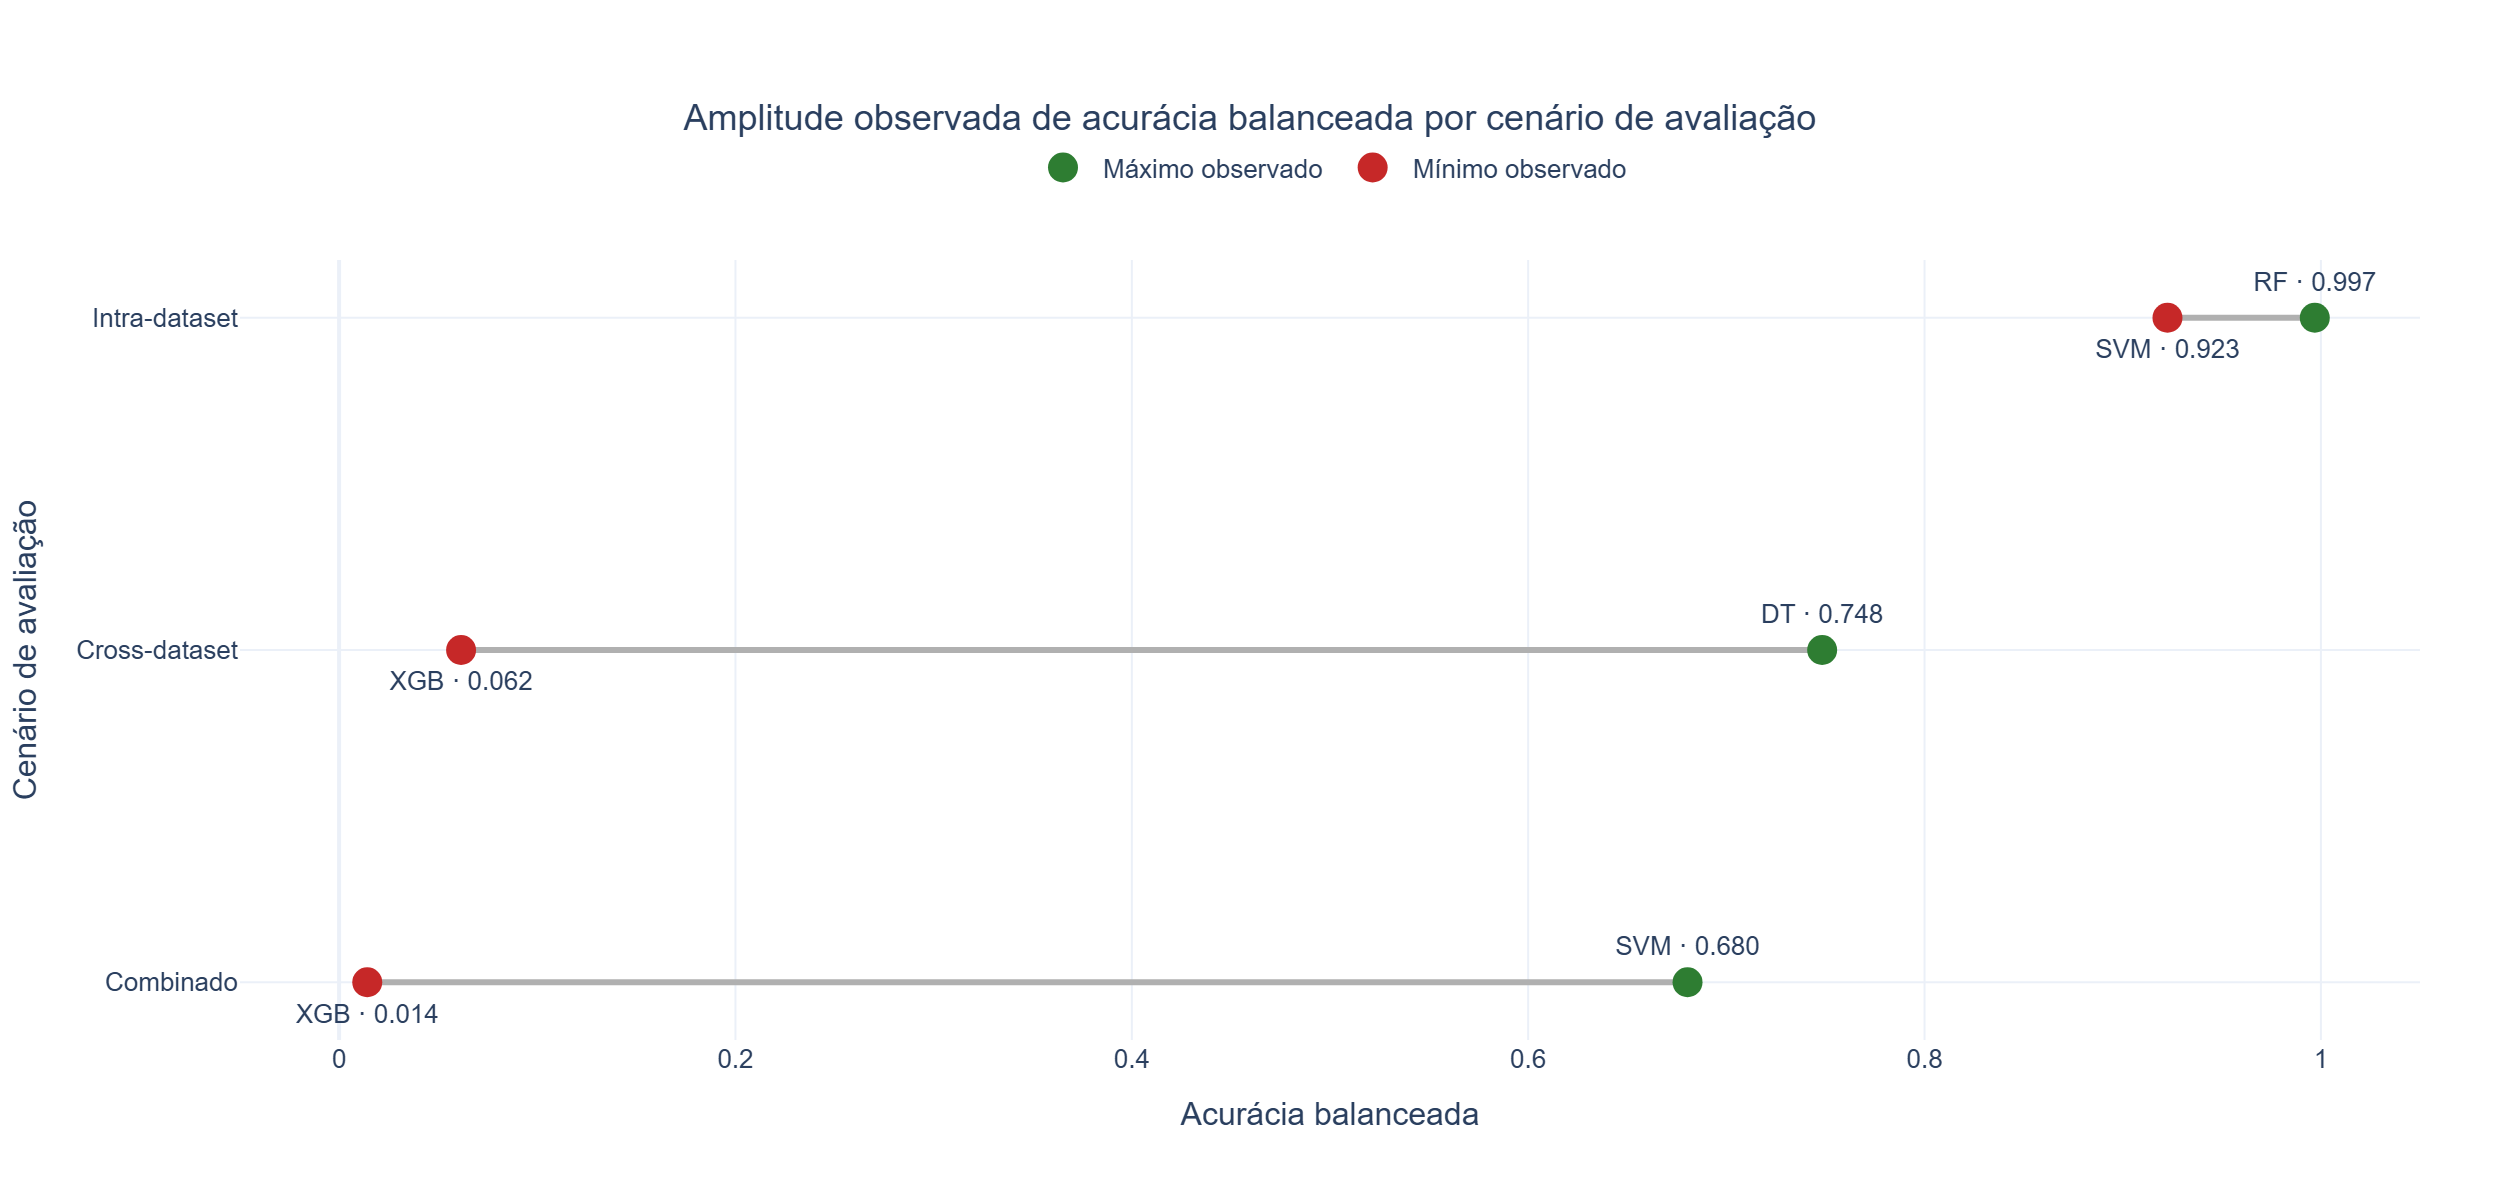 Amplitude observada de acurácia balanceada por cenário de avaliação
Máximo observado
Mínimo observado
RF · 0.997
Intra-dataset
SVM · 0.923
DT · 0.748
Cross-dataset
XGB · 0.062
SVM · 0.680
Combinado
XGB · 0.014
Cenário de avaliação
0
0.2
0.4
0.6
0.8
1
Acurácia balanceada